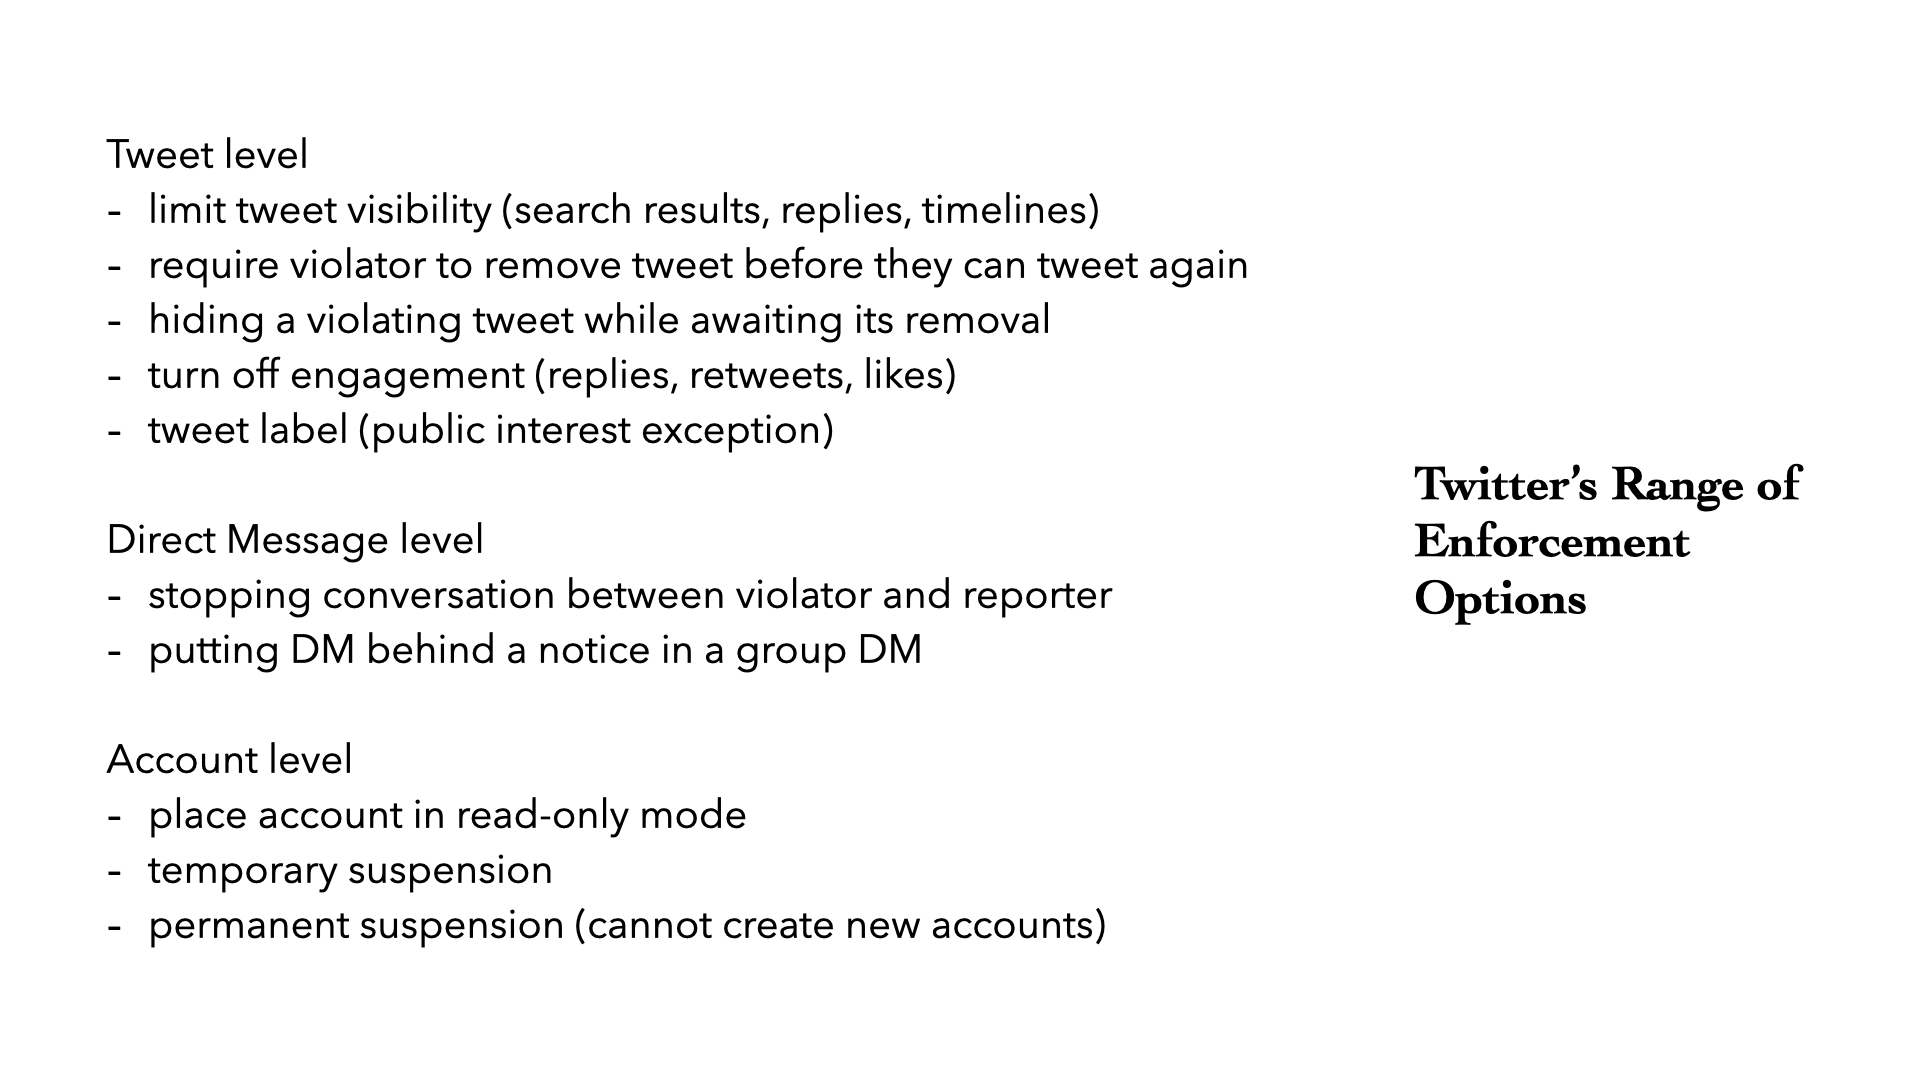 Tweet level
- limit tweet visibility (search results, replies, timelines)
- require violator to remove tweet before they can tweet again
- hiding a violating tweet while awaiting its removal
- turn off engagement (replies, retweets, likes)
- tweet label (public interest exception)
Direct Message level
- stopping conversation between violator and reporter
- putting DM behind a notice in a group DM
Account level
- place account in read-only mode
- temporary suspension
- permanent suspension (cannot create new accounts)
Twitter’s Range of
Enforcement
Options